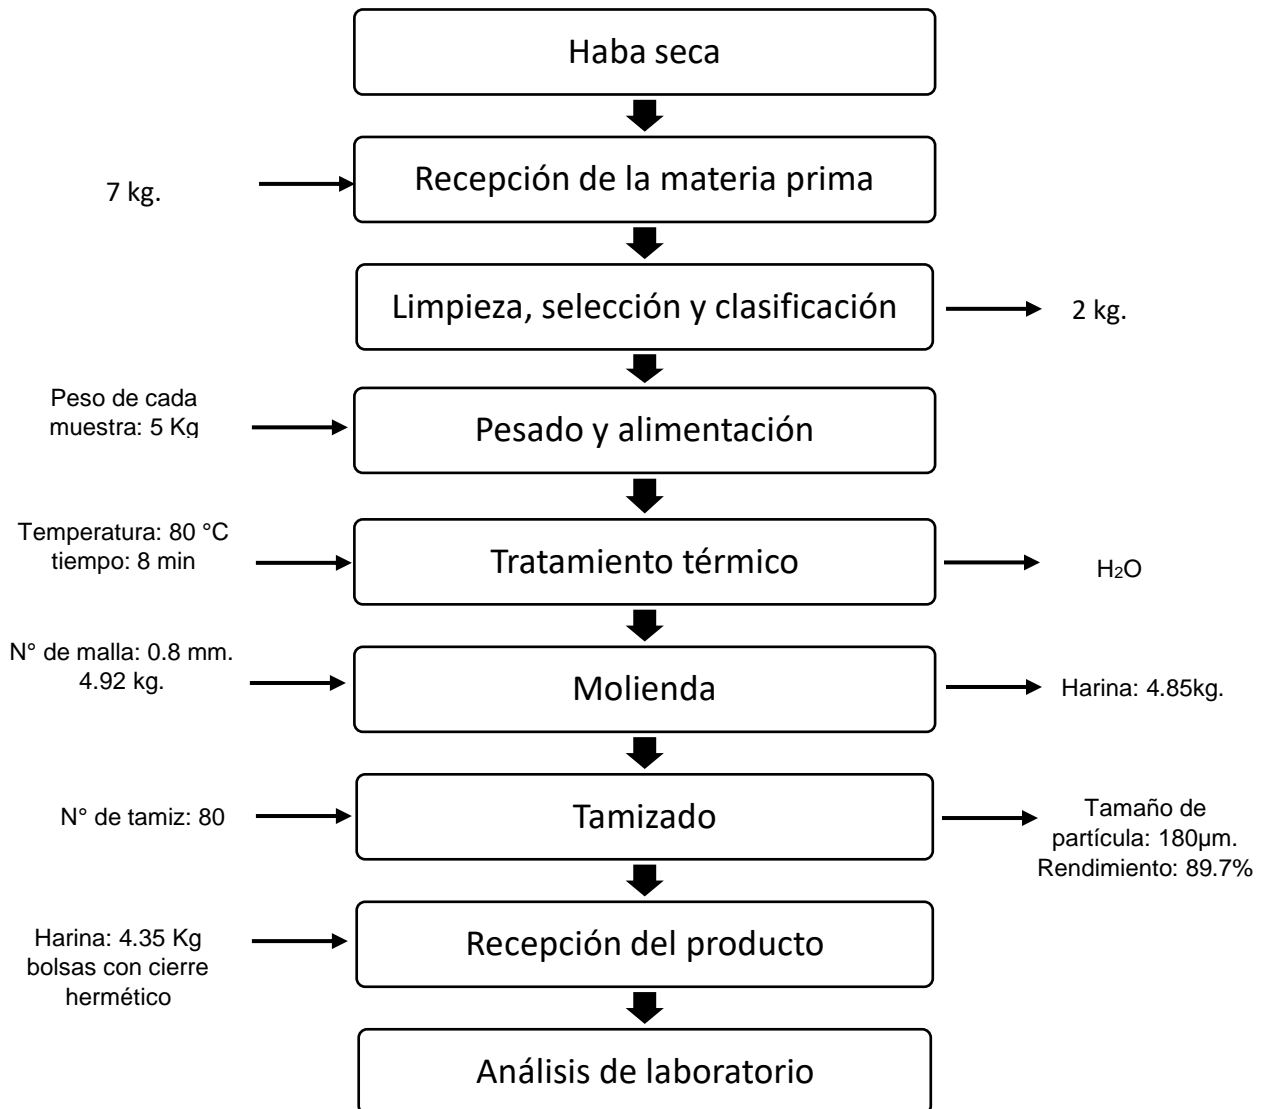 Haba seca
Recepción de la materia prima
7 kg.
Limpieza, selección y clasificación
2 kg.
Peso de cada
muestra: 5 Kg
Pesado y alimentación
Temperatura: 80 °C
tiempo: 8 min
Tratamiento térmico
H₂O
N° de malla: 0.8 mm.
4.92 kg.
Molienda
Harina: 4.85kg.
N° de tamiz: 80
Tamizado
Tamaño de
partícula: 180µm.
Rendimiento: 89.7%
Harina: 4.35 Kg
bolsas con cierre
hermético
Recepción del producto
Análisis de laboratorio